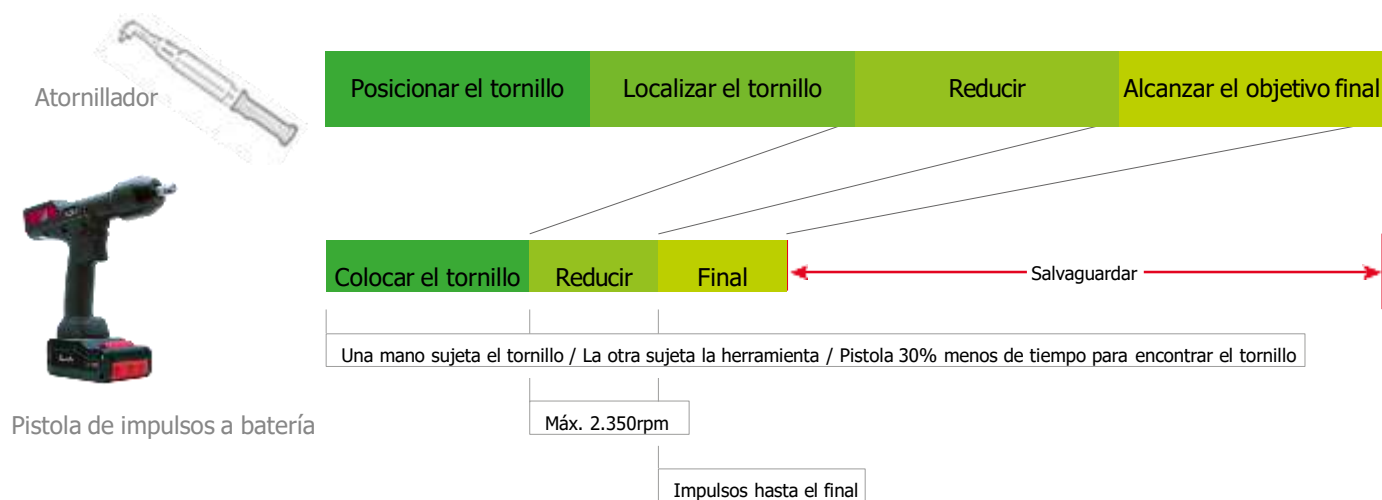 Atornillador
Posicionar el tornillo
Localizar el tornillo
Reducir
Alcanzar el objetivo final
Colocar el tornillo
Reducir
Final
Salvaguardar
Una mano sujeta el tornillo / La otra sujeta la herramienta / Pistola 30% menos de tiempo para encontrar el tornillo
Pistola de impulsos a batería
Máx. 2.350rpm
Impulsos hasta el final